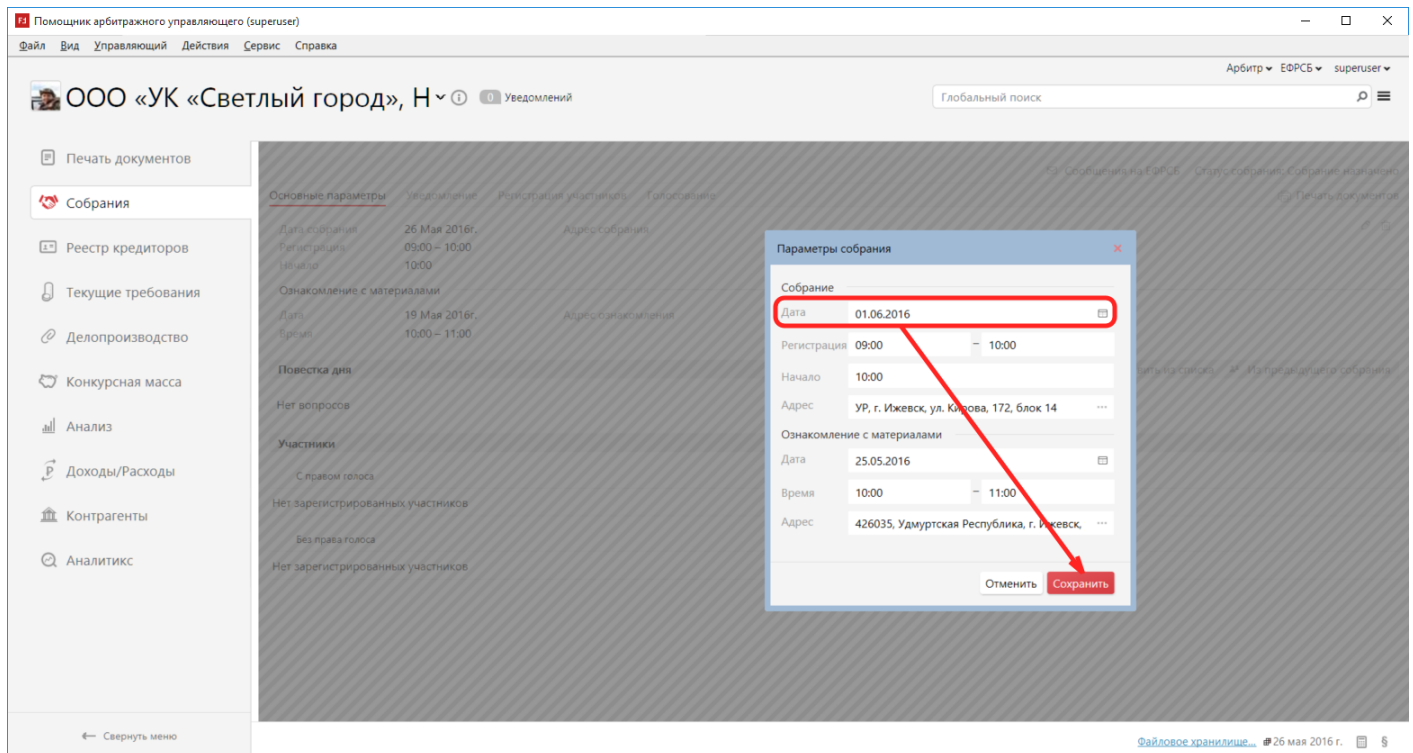 Помощник арбитражного управляющего (superuser)
Файл Вид Управляющий Действия Сервис Справка
Арбитр ЕФРСБ superuser
ООО «УК «Светлый город», Н 0 Уведомлений Глобальный поиск
Печать документов
Собрания
Реестр кредиторов
Текущие требования
Делопроизводство
Конкурсная масса
Анализ
Доходы/Расходы
Контрагенты
Аналитикс
Свернуть меню
Сообщения на ЕФРСБ Статус собрания: Собрание назначено
Основные параметры Уведомление Регистрация участников Голосование Печать документов
Дата собрания 26 Мая 2016г. Адрес собрания
Регистрация 09:00 – 10:00
Начало 10:00
Ознакомление с материалами
Дата 19 Мая 2016г. Адрес ознакомления
Время 10:00 – 11:00
Повестка дня из списка Из предыдущего собрания
Нет вопросов
Участники
С правом голоса
Нет зарегистрированных участников
Без права голоса
Нет зарегистрированных участников
Параметры собрания
Собрание
Дата 01.06.2016
Регистрация 09:00 – 10:00
Начало 10:00
Адрес УР, г. Ижевск, ул. Кирова, 172, блок 14 ...
Ознакомление с материалами
Дата 25.05.2016
Время 10:00 – 11:00
Адрес 426035, Удмуртская Республика, г. Ижевск, ...
Отменить Сохранить
Файловое хранилище... # 26 мая 2016 г. §